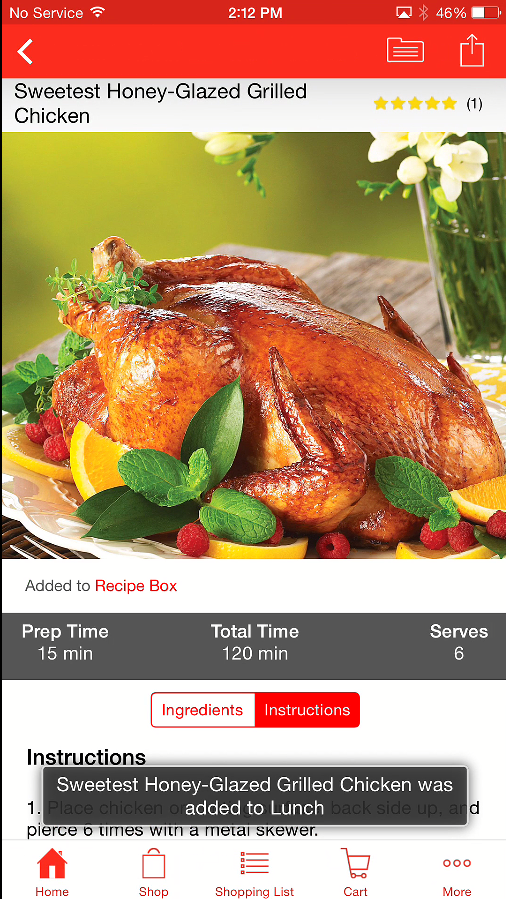 No Service 2:12 PM 46%
Sweetest Honey-Glazed Grilled
Chicken
(1)
Added to Recipe Box
Prep Time Total Time Serves
15 min 120 min 6
Ingredients Instructions
Instructions
Sweetest Honey-Glazed Grilled Chicken was
added to Lunch
1. Place chicken on back side up, and
pierce 6 times with a metal skewer.
Home Shop Shopping List Cart More